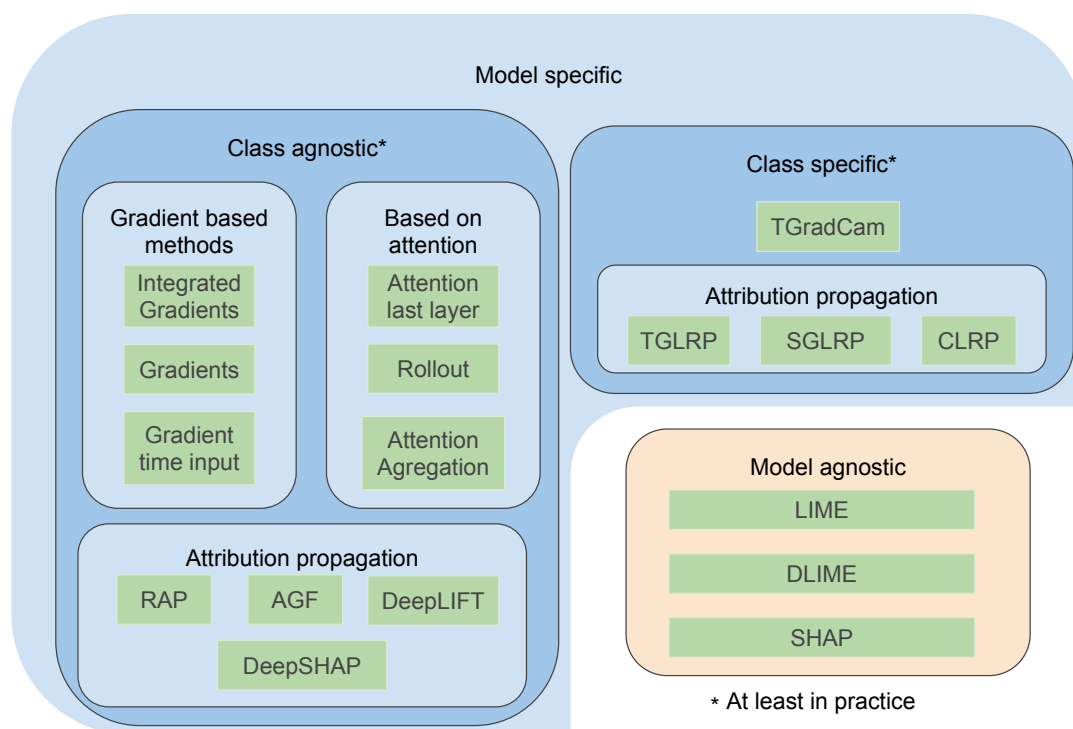 Model specific
Class agnostic*
Gradient based
methods
Integrated
Gradients
Gradients
Gradient
time input
Based on
attention
Attention
last layer
Rollout
Attention
Agregation
Attribution propagation
RAP
AGF
DeepLIFT
DeepSHAP
Class specific*
TGradCam
Attribution propagation
TGLRP
SGLRP
CLRP
Model agnostic
LIME
DLIME
SHAP
* At least in practice